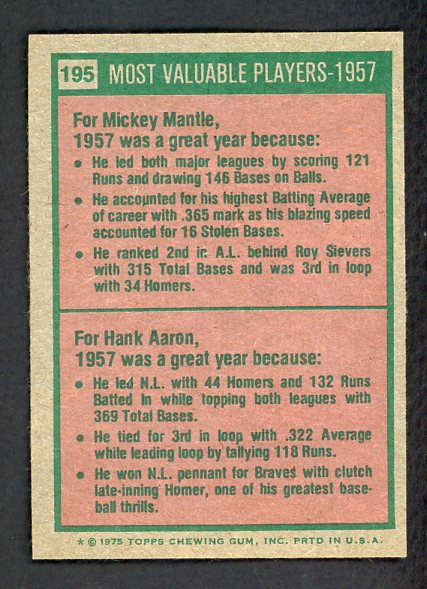 195 MOST VALUABLE PLAYERS-1957
For Mickey Mantle,
1957 was a great year because:
● He led both major leagues by scoring 121
Runs and drawing 146 Bases on Balls.
● He accounted for his highest Batting Average
of career with .365 mark as his blazing speed
accounted for 16 Stolen Bases.
● He ranked 2nd in A.L. behind Roy Sievers
with 315 Total Bases and was 3rd in loop
with 34 Homers.
For Hank Aaron,
1957 was a great year because:
● He led N.L. with 44 Homers and 132 Runs
Batted In while topping both leagues with
369 Total Bases.
● He tied for 3rd in loop with .322 Average
while leading loop by tallying 118 Runs.
● He won N.L. pennant for Braves with clutch
late-inning Homer, one of his greatest base-
ball thrills.
* © 1975 TOPPS CHEWING GUM, INC. PRTD IN U.S.A.